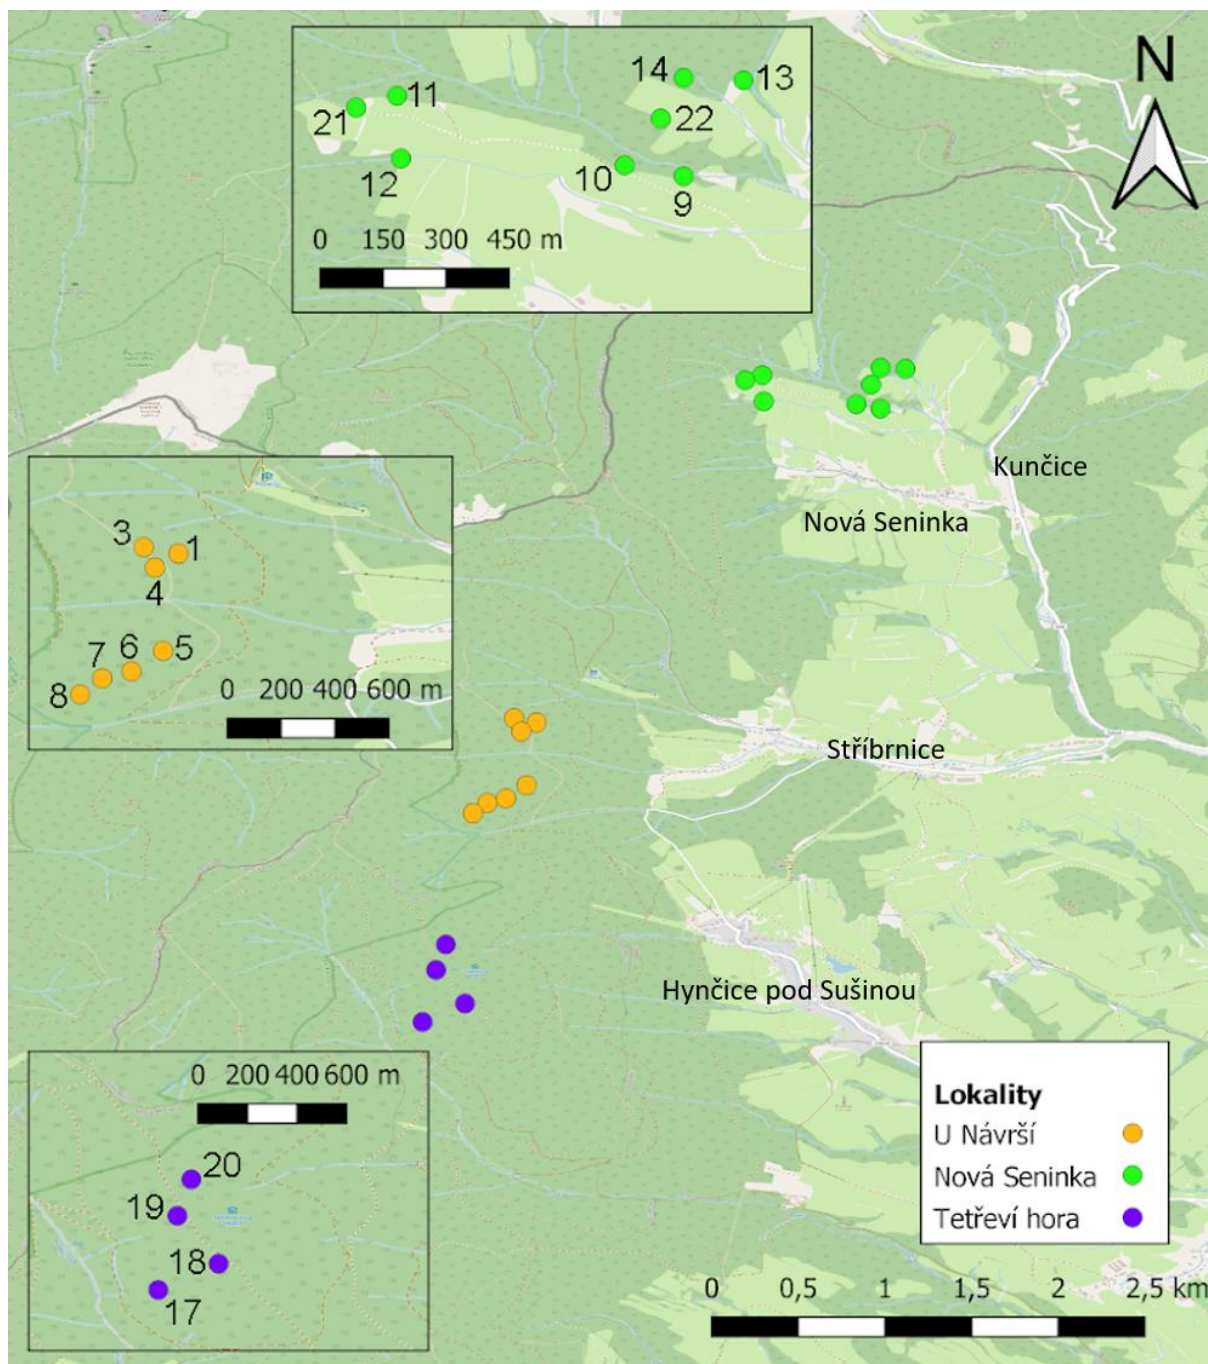 N
14
13
11
21
22
12
10
9
0 150 300 450 m
Kunčice
Nová Seninka
3
1
4
5
6
7
8
0 200 400 600 m
Stříbrnice
Hynčice pod Sušinou
0 200 400 600 m
20
19
18
17
Lokality
U Návrší
Nová Seninka
Tetřeví hora
0 0,5 1 1,5 2 2,5 km